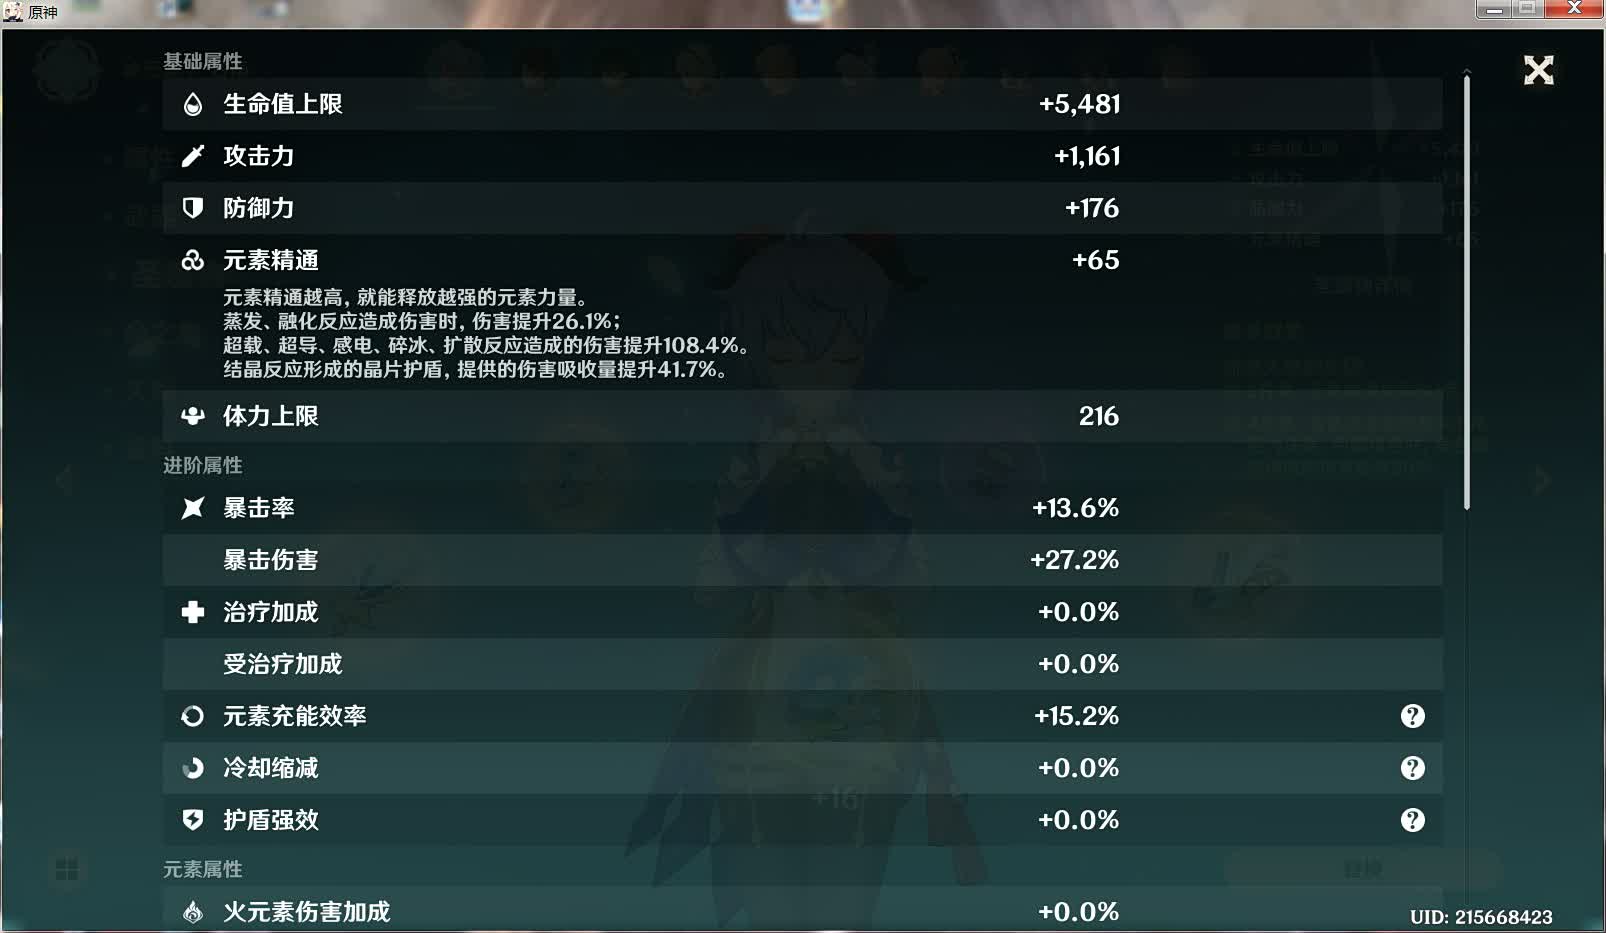 原神
基础属性
生命值上限 +5,481
攻击力 +1,161
防御力 +176
元素精通 +65
元素精通越高，就能释放越强的元素力量。
蒸发、融化反应造成伤害时，伤害提升26.1%；
超载、超导、感电、碎冰、扩散反应造成的伤害提升108.4%。
结晶反应形成的晶片护盾，提供的伤害吸收量提升41.7%。
体力上限 216
进阶属性
暴击率 +13.6%
暴击伤害 +27.2%
治疗加成 +0.0%
受治疗加成 +0.0%
元素充能效率 +15.2%
冷却缩减 +0.0%
护盾强效 +0.0%
元素属性
火元素伤害加成 +0.0%
+16
替换
UID: 215668423